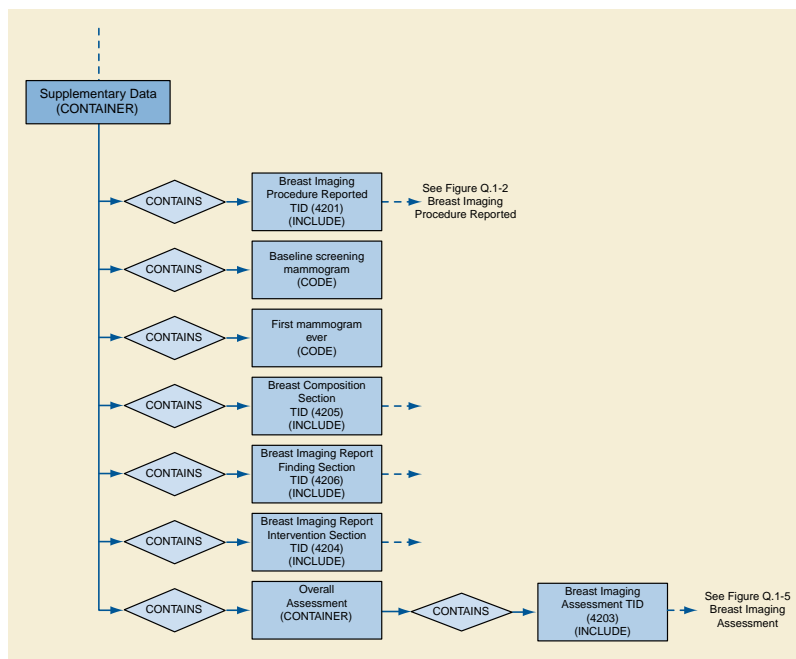 Supplementary Data
(CONTAINER)
CONTAINS
Breast Imaging
Procedure Reported
TID (4201)
(INCLUDE)
See Figure Q.1-2
Breast Imaging
Procedure Reported
CONTAINS
Baseline screening
mammogram
(CODE)
CONTAINS
First mammogram
ever
(CODE)
CONTAINS
Breast Composition
Section
TID (4205)
(INCLUDE)
CONTAINS
Breast Imaging Report
Finding Section
TID (4206)
(INCLUDE)
CONTAINS
Breast Imaging Report
Intervention Section
TID (4204)
(INCLUDE)
CONTAINS
Overall
Assessment
(CONTAINER)
CONTAINS
Breast Imaging
Assessment TID
(4203)
(INCLUDE)
See Figure Q.1-5
Breast Imaging
Assessment